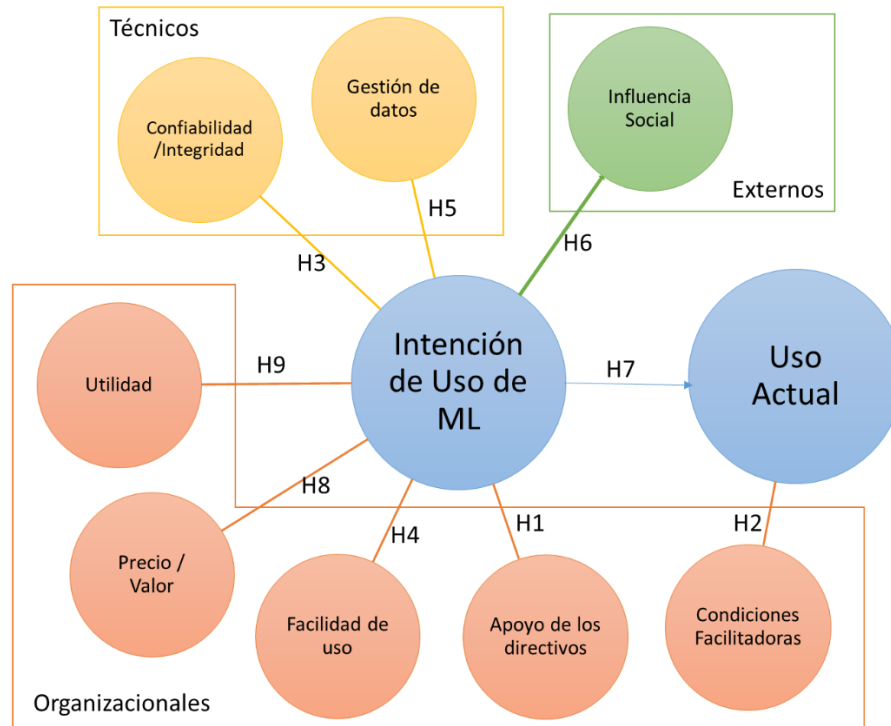 Técnicos
Gestión de
datos
Confiabilidad
/Integridad
Influencia
Social
Externos
H5
H3
H6
Intención
de Uso de
ML
Uso
Actual
H7
Utilidad
H9
H8
Precio /
Valor
H4
H1
H2
Facilidad de
uso
Apoyo de los
directivos
Condiciones
Facilitadoras
Organizacionales